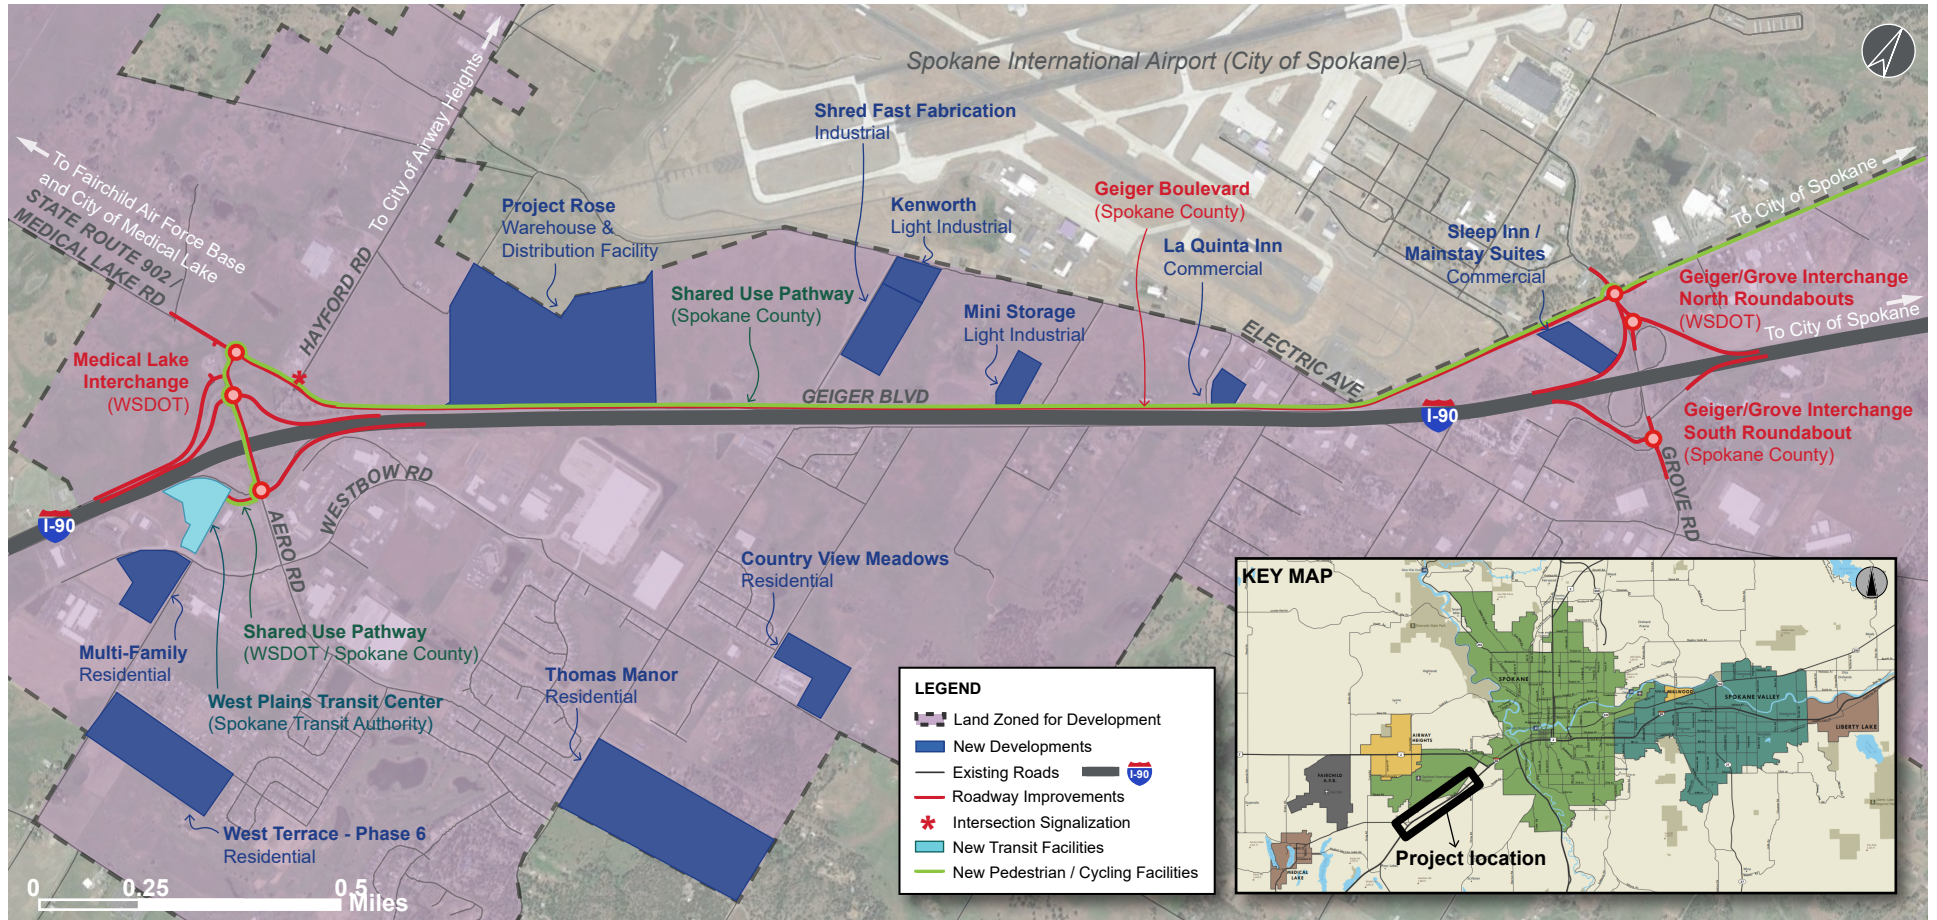 Spokane International Airport (City of Spokane)
To City of Airway Heights
To Fairchild Air Force Base
and City of Medical Lake
STATE ROUTE 902 /
MEDICAL LAKE RD
HAYFORD RD
Shred Fast Fabrication
Industrial
Project Rose
Warehouse &
Distribution Facility
Kenworth
Light Industrial
Geiger Boulevard
(Spokane County)
La Quinta Inn
Commercial
Sleep Inn /
Mainstay Suites
Commercial
To City of Spokane
Geiger/Grove Interchange
North Roundabouts
(WSDOT)
To City of Spokane
Shared Use Pathway
(Spokane County)
Mini Storage
Light Industrial
ELECTRIC AVE
Medical Lake
Interchange
(WSDOT)
GEIGER BLVD
I-90
Geiger/Grove Interchange
South Roundabout
(Spokane County)
GROVE RD
I-90
WESTBOW RD
AERO RD
Country View Meadows
Residential
Multi-Family
Residential
Shared Use Pathway
(WSDOT / Spokane County)
West Plains Transit Center
(Spokane Transit Authority)
Thomas Manor
Residential
West Terrace - Phase 6
Residential
0 0.25 0.5
Miles
LEGEND
Land Zoned for Development
New Developments
Existing Roads I-90
Roadway Improvements
Intersection Signalization
New Transit Facilities
New Pedestrian / Cycling Facilities
KEY MAP
SPOKANE
MILLWOOD
SPOKANE VALLEY
LIBERTY LAKE
AIRWAY
HEIGHTS
FAIRCHILD
A.F.B.
MEDICAL
LAKE
Project location